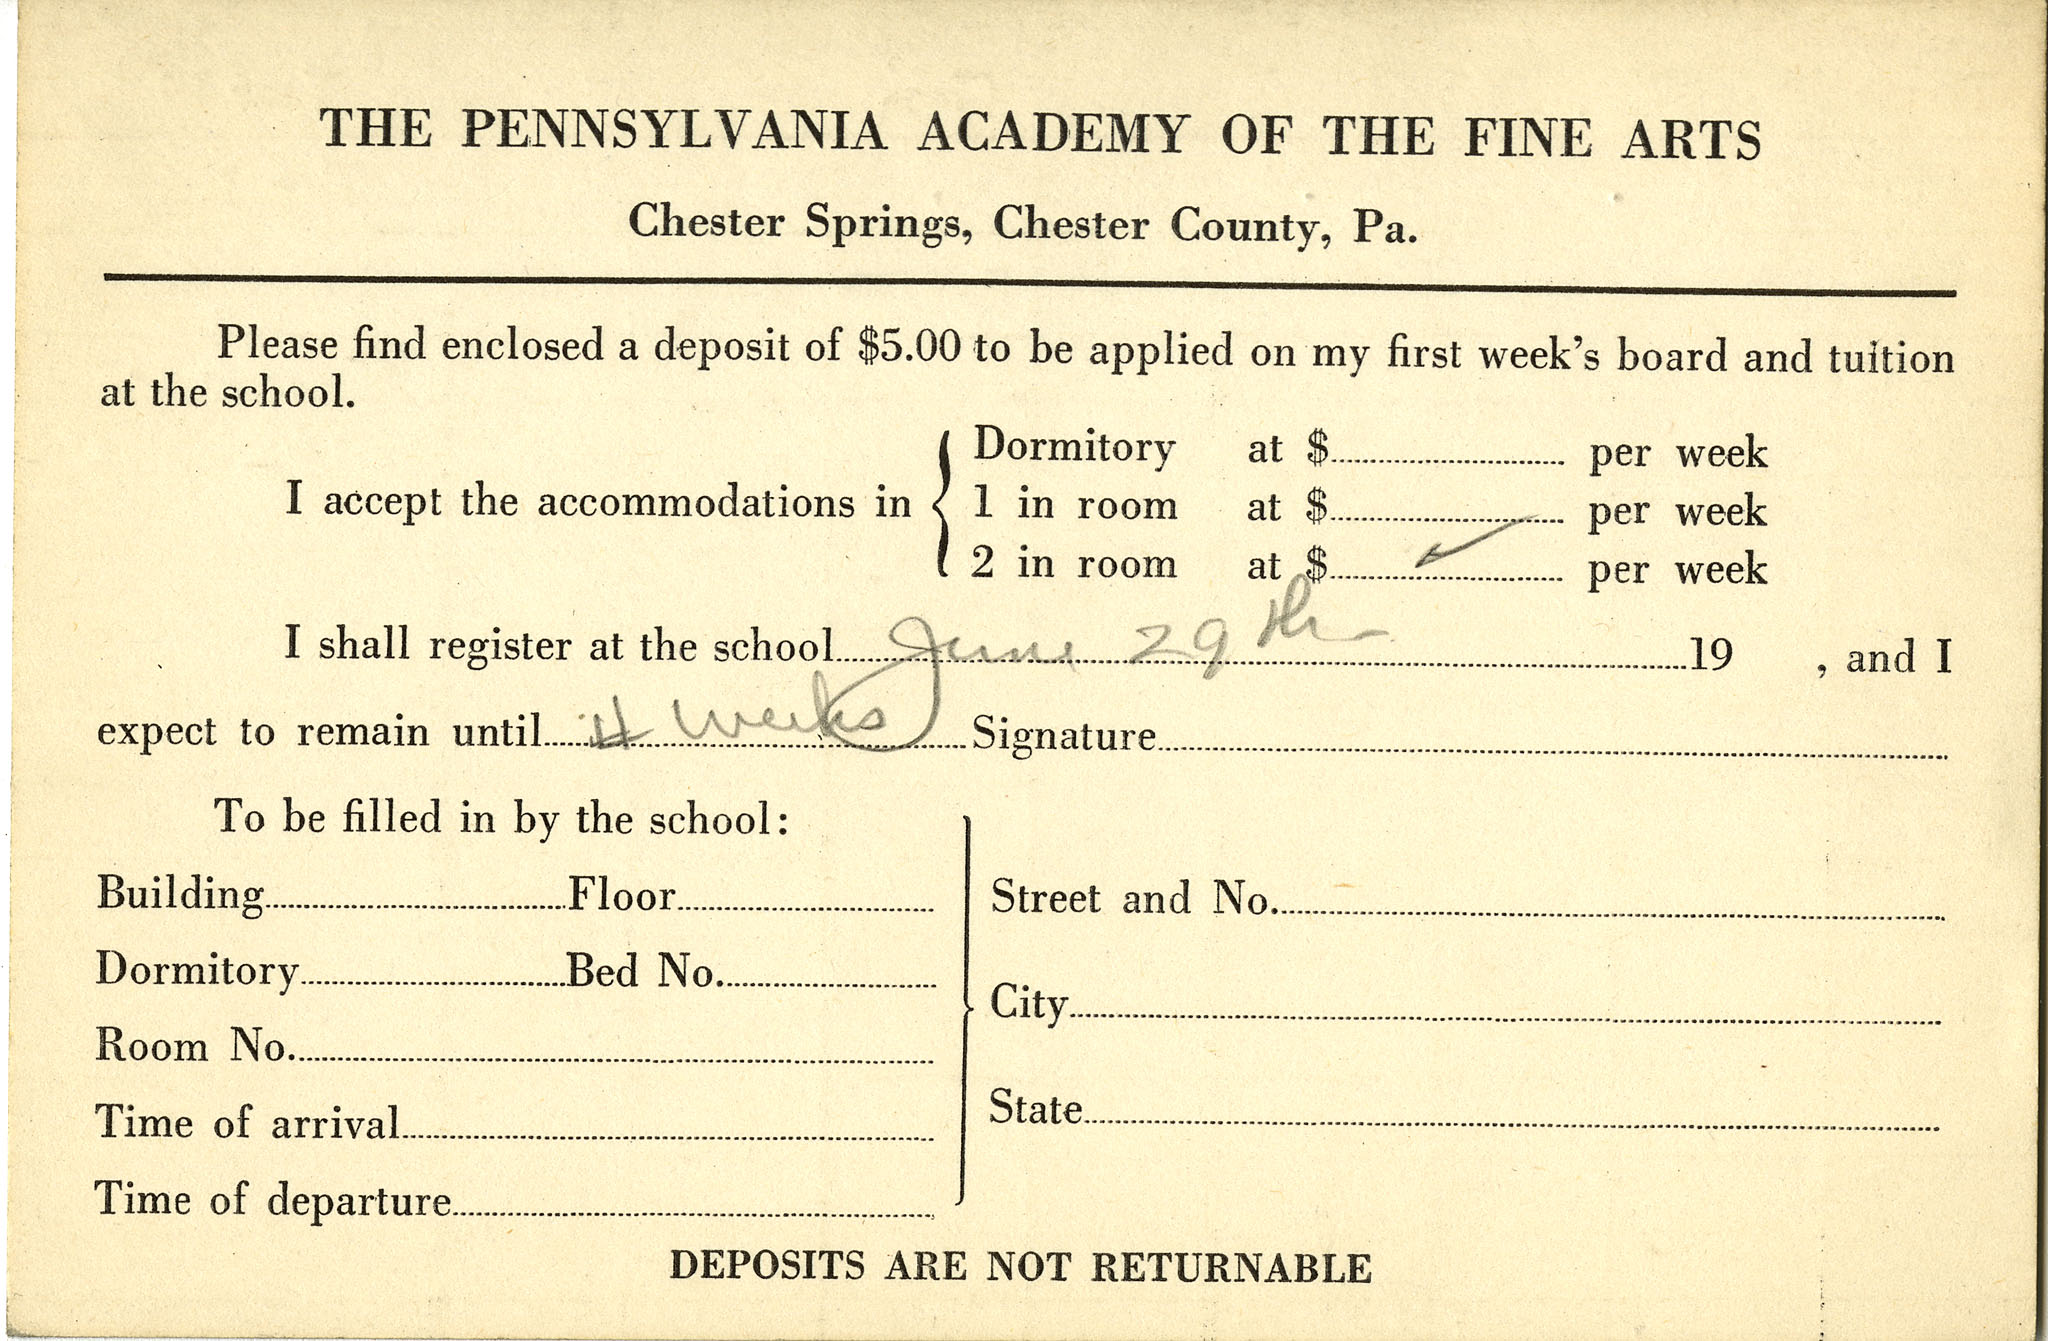 THE PENNSYLVANIA ACADEMY OF THE FINE ARTS
Chester Springs, Chester County, Pa.
Please find enclosed a deposit of $5.00 to be applied on my first week's board and tuition
at the school.
Dormitory at $ per week
I accept the accommodations in 1 in room at $ per week
2 in room at $ ✓ per week
I shall register at the school June 29th 19 , and I
expect to remain until 4 weeks Signature
To be filled in by the school:
Building Floor Street and No.
Dormitory Bed No.
City
Room No.
Time of arrival State
Time of departure
DEPOSITS ARE NOT RETURNABLE